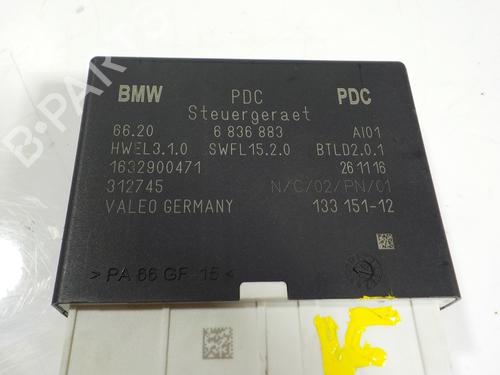 BMW PDC PDC
Steuergeraet
66.20 6 836 883 AI01
HWEL3.1.0 SWFL15.2.0 BTLD2.0.1
1632900471 26 11 16
312745 N/C/02/PN/01
VALEO GERMANY 133 151-12
>PA 66 GF 15<
B-PARTS